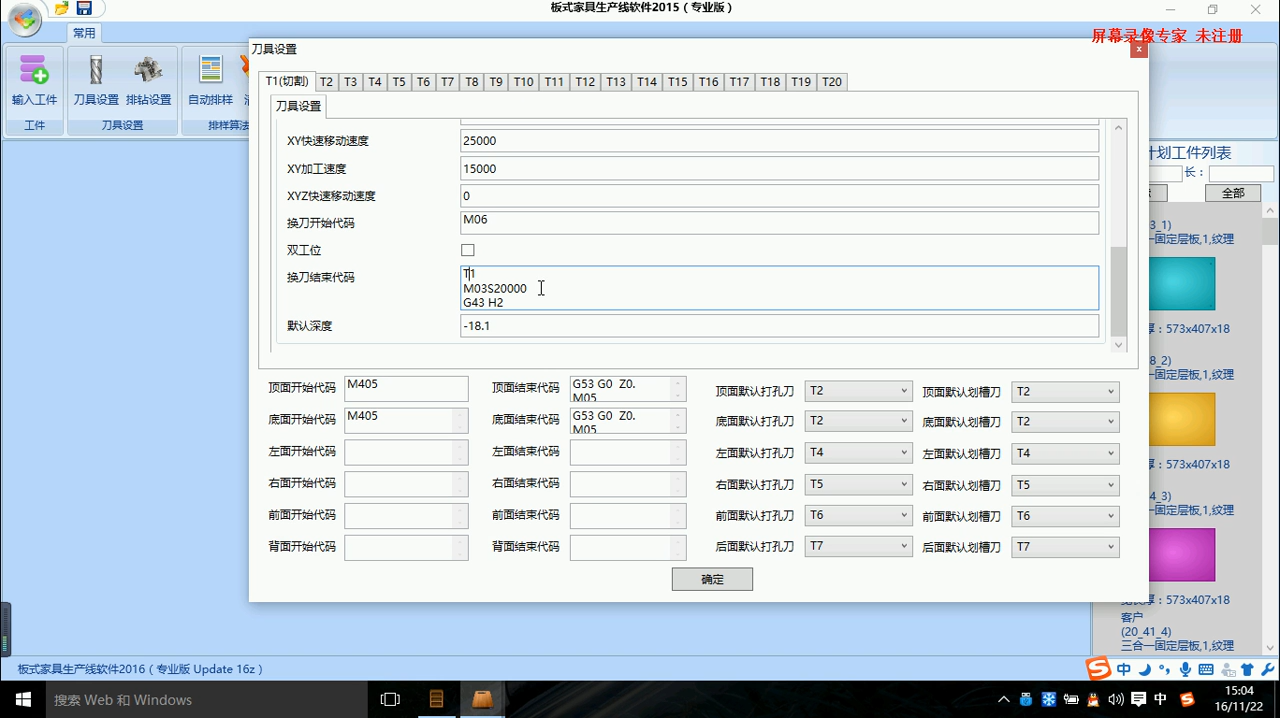 板式家具生产线软件2015（专业版）
屏幕录像专家 未注册
常用
输入工件
刀具设置
排钻设置
自动排样
工件
刀具设置
排样算法
刀具设置
x
T1(切割) T2 T3 T4 T5 T6 T7 T8 T9 T10 T11 T12 T13 T14 T15 T16 T17 T18 T19 T20
刀具设置
XY快速移动速度 25000
XY加工速度 15000
XYZ快速移动速度 0
换刀开始代码 M06
双工位
换刀结束代码 T1
M03S20000
G43 H2
默认深度 -18.1
顶面开始代码 M405 顶面结束代码 G53 G0 Z0.
M05 顶面默认打孔刀 T2 顶面默认划槽刀 T2
底面开始代码 M405 底面结束代码 G53 G0 Z0.
M05 底面默认打孔刀 T2 底面默认划槽刀 T2
左面开始代码 左面结束代码 左面默认打孔刀 T4 左面默认划槽刀 T4
右面开始代码 右面结束代码 右面默认打孔刀 T5 右面默认划槽刀 T5
前面开始代码 前面结束代码 前面默认打孔刀 T6 前面默认划槽刀 T6
背面开始代码 背面结束代码 后面默认打孔刀 T7 后面默认划槽刀 T7
确定
计划工件列表
长：
全部
3_1)
一固定层板,1,纹理
厚：573x407x18
8_2)
一固定层板,1,纹理
厚：573x407x18
4_3)
一固定层板,1,纹理
宽长厚：573x407x18
客户
(20_41_4)
三合一固定层板,1,纹理
板式家具生产线软件2016（专业版 Update 16z）
中
搜索 Web 和 Windows
中
15:04
16/11/22